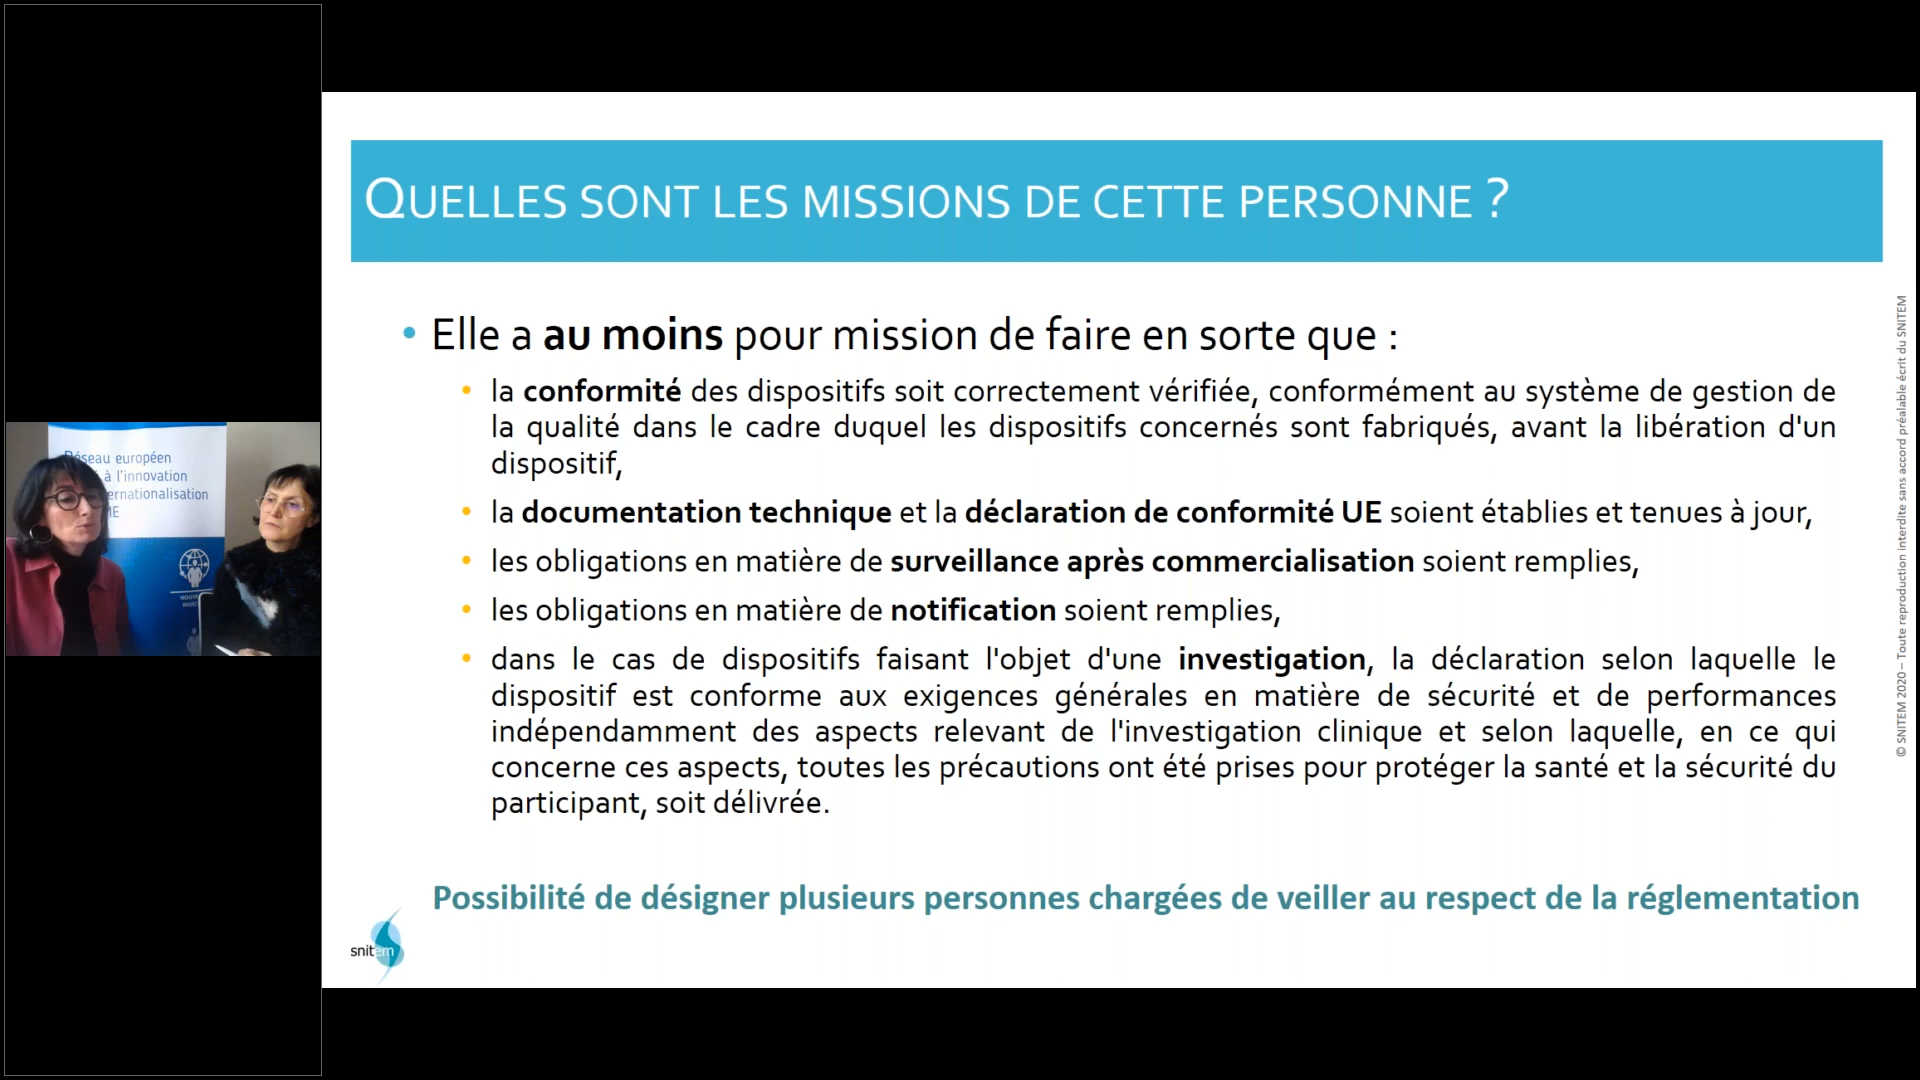 Réseau européen
à l'innovation
ernationalisation
ME
QUELLES SONT LES MISSIONS DE CETTE PERSONNE ?
• Elle a au moins pour mission de faire en sorte que :
• la conformité des dispositifs soit correctement vérifiée, conformément au système de gestion de
la qualité dans le cadre duquel les dispositifs concernés sont fabriqués, avant la libération d'un
dispositif,
• la documentation technique et la déclaration de conformité UE soient établies et tenues à jour,
• les obligations en matière de surveillance après commercialisation soient remplies,
• les obligations en matière de notification soient remplies,
• dans le cas de dispositifs faisant l'objet d'une investigation, la déclaration selon laquelle le
dispositif est conforme aux exigences générales en matière de sécurité et de performances
indépendamment des aspects relevant de l'investigation clinique et selon laquelle, en ce qui
concerne ces aspects, toutes les précautions ont été prises pour protéger la santé et la sécurité du
participant, soit délivrée.
Possibilité de désigner plusieurs personnes chargées de veiller au respect de la réglementation
snitem
© SNITEM 2020 – Toute reproduction interdite sans accord préalable écrit du SNITEM